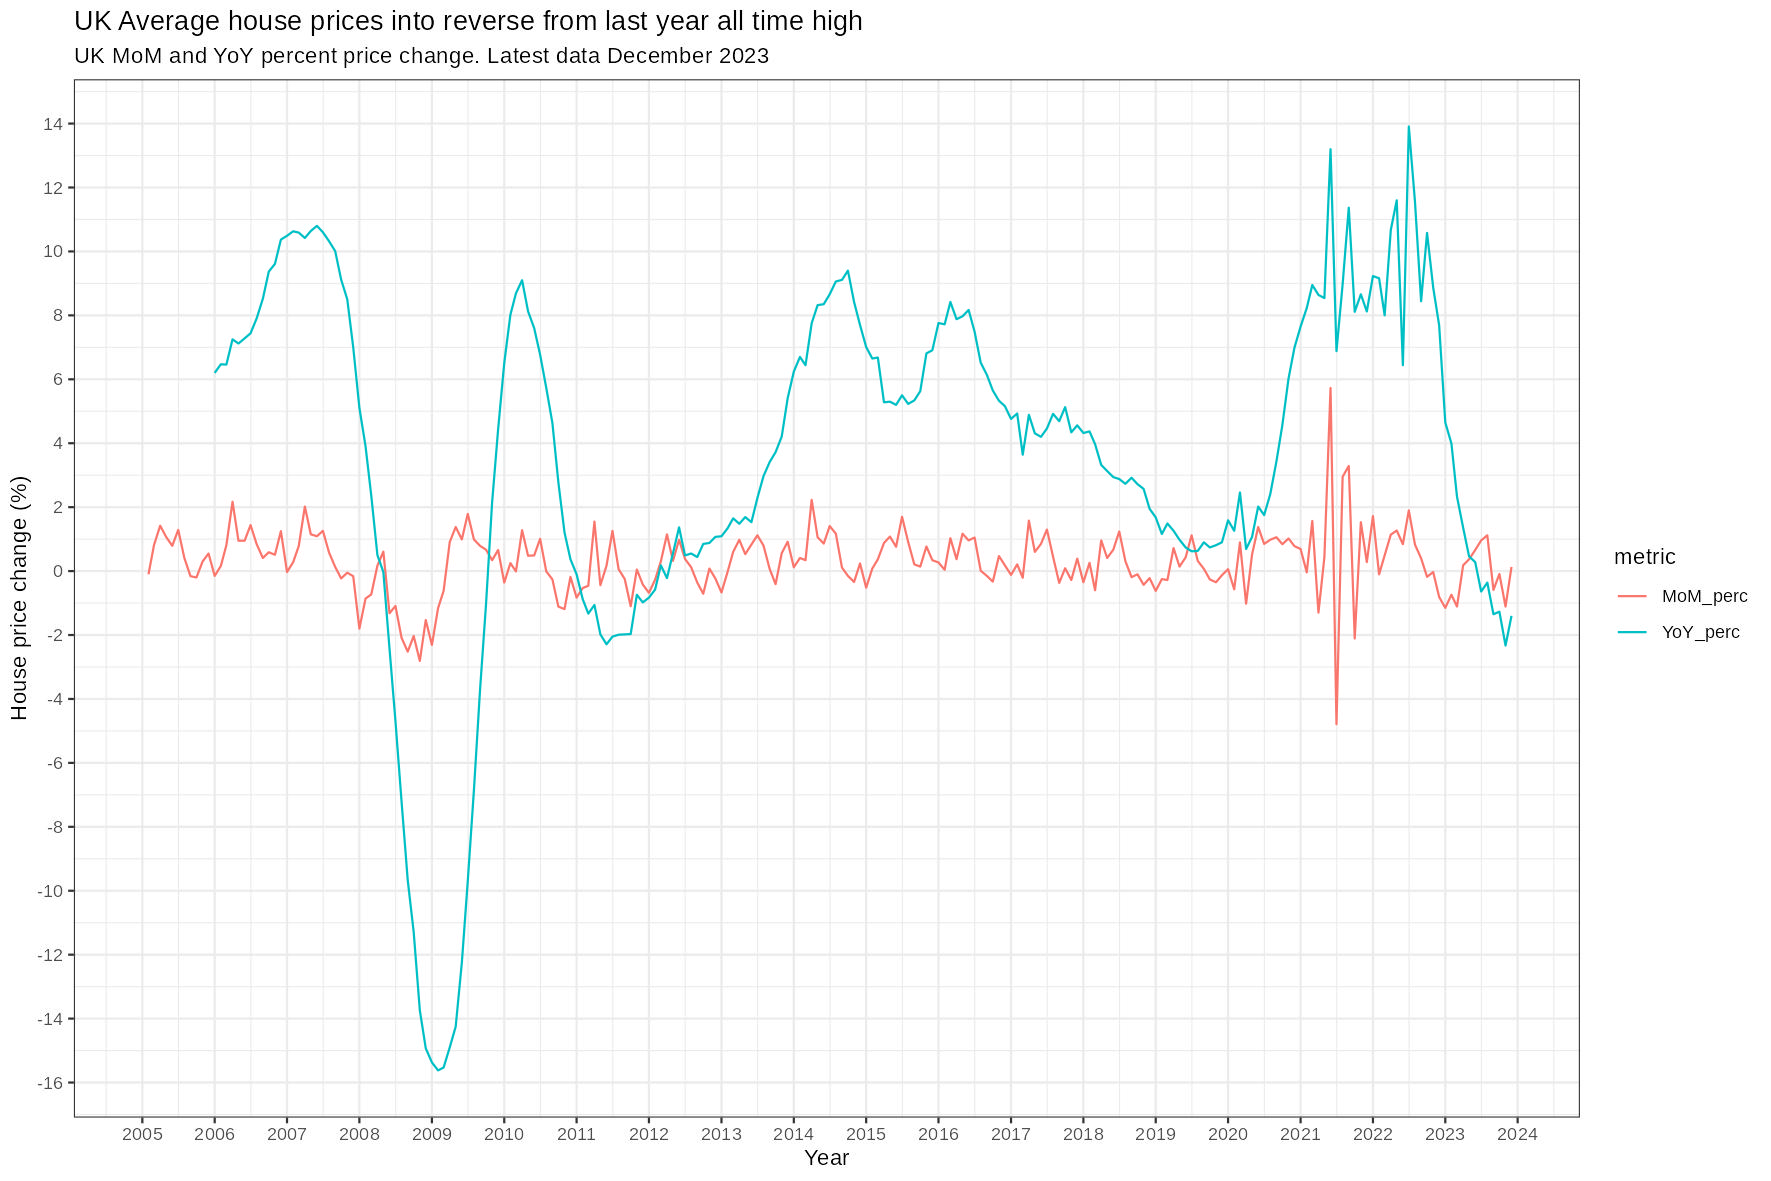 UK Average house prices into reverse from last year all time high
UK MoM and YoY percent price change. Latest data December 2023
House price change (%)
14
12
10
8
6
4
2
0
-2
-4
-6
-8
-10
-12
-14
-16
2005 2006 2007 2008 2009 2010 2011 2012 2013 2014 2015 2016 2017 2018 2019 2020 2021 2022 2023 2024
Year
metric
MoM_perc
YoY_perc